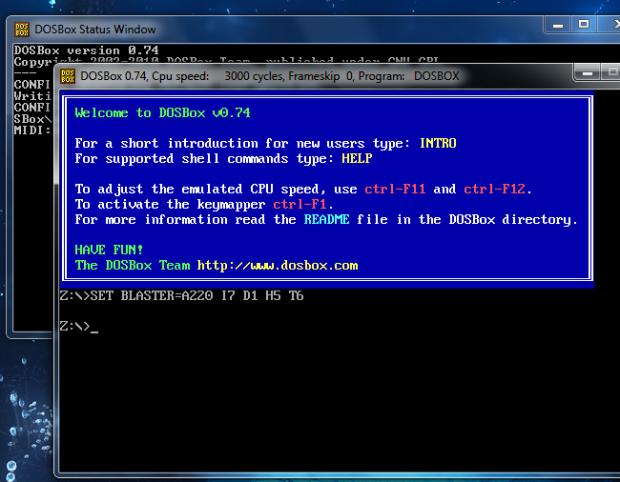 DOSBox Status Window
DOSBox version 0.74
Copyright 2002-2010 DOSBox Team, published under GNU GPL.
---
CONFI
Writi
CONFI
SBox\
MIDI:
DOSBox 0.74, Cpu speed: 3000 cycles, Frameskip 0, Program: DOSBOX
Welcome to DOSBox v0.74
For a short introduction for new users type: INTRO
For supported shell commands type: HELP
To adjust the emulated CPU speed, use ctrl-F11 and ctrl-F12.
To activate the keymapper ctrl-F1.
For more information read the README file in the DOSBox directory.
HAVE FUN!
The DOSBox Team http://www.dosbox.com
Z:\>SET BLASTER=A220 I7 D1 H5 T6
Z:\>_